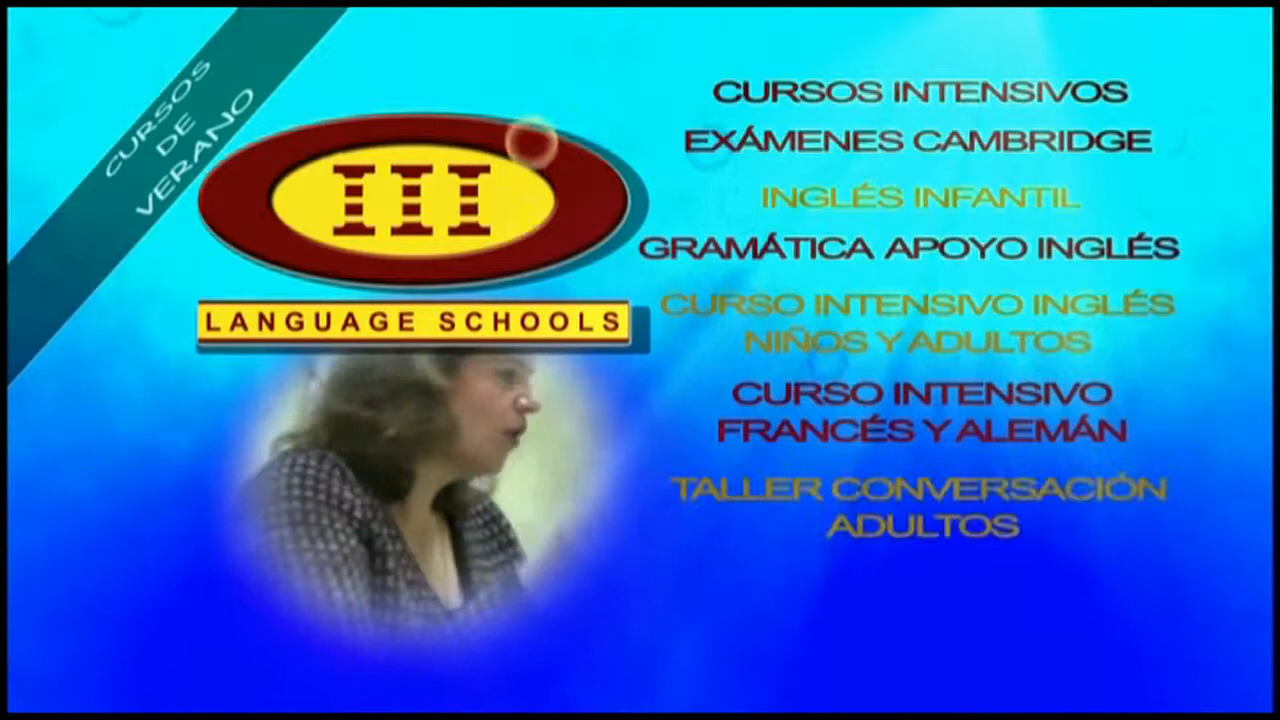 CURSOS
DE
VERANO
III
LANGUAGE SCHOOLS
CURSOS INTENSIVOS
EXÁMENES CAMBRIDGE
INGLÉS INFANTIL
GRAMÁTICA APOYO INGLÉS
CURSO INTENSIVO INGLÉS
NIÑOS Y ADULTOS
CURSO INTENSIVO
FRANCÉS Y ALEMÁN
TALLER CONVERSACIÓN
ADULTOS